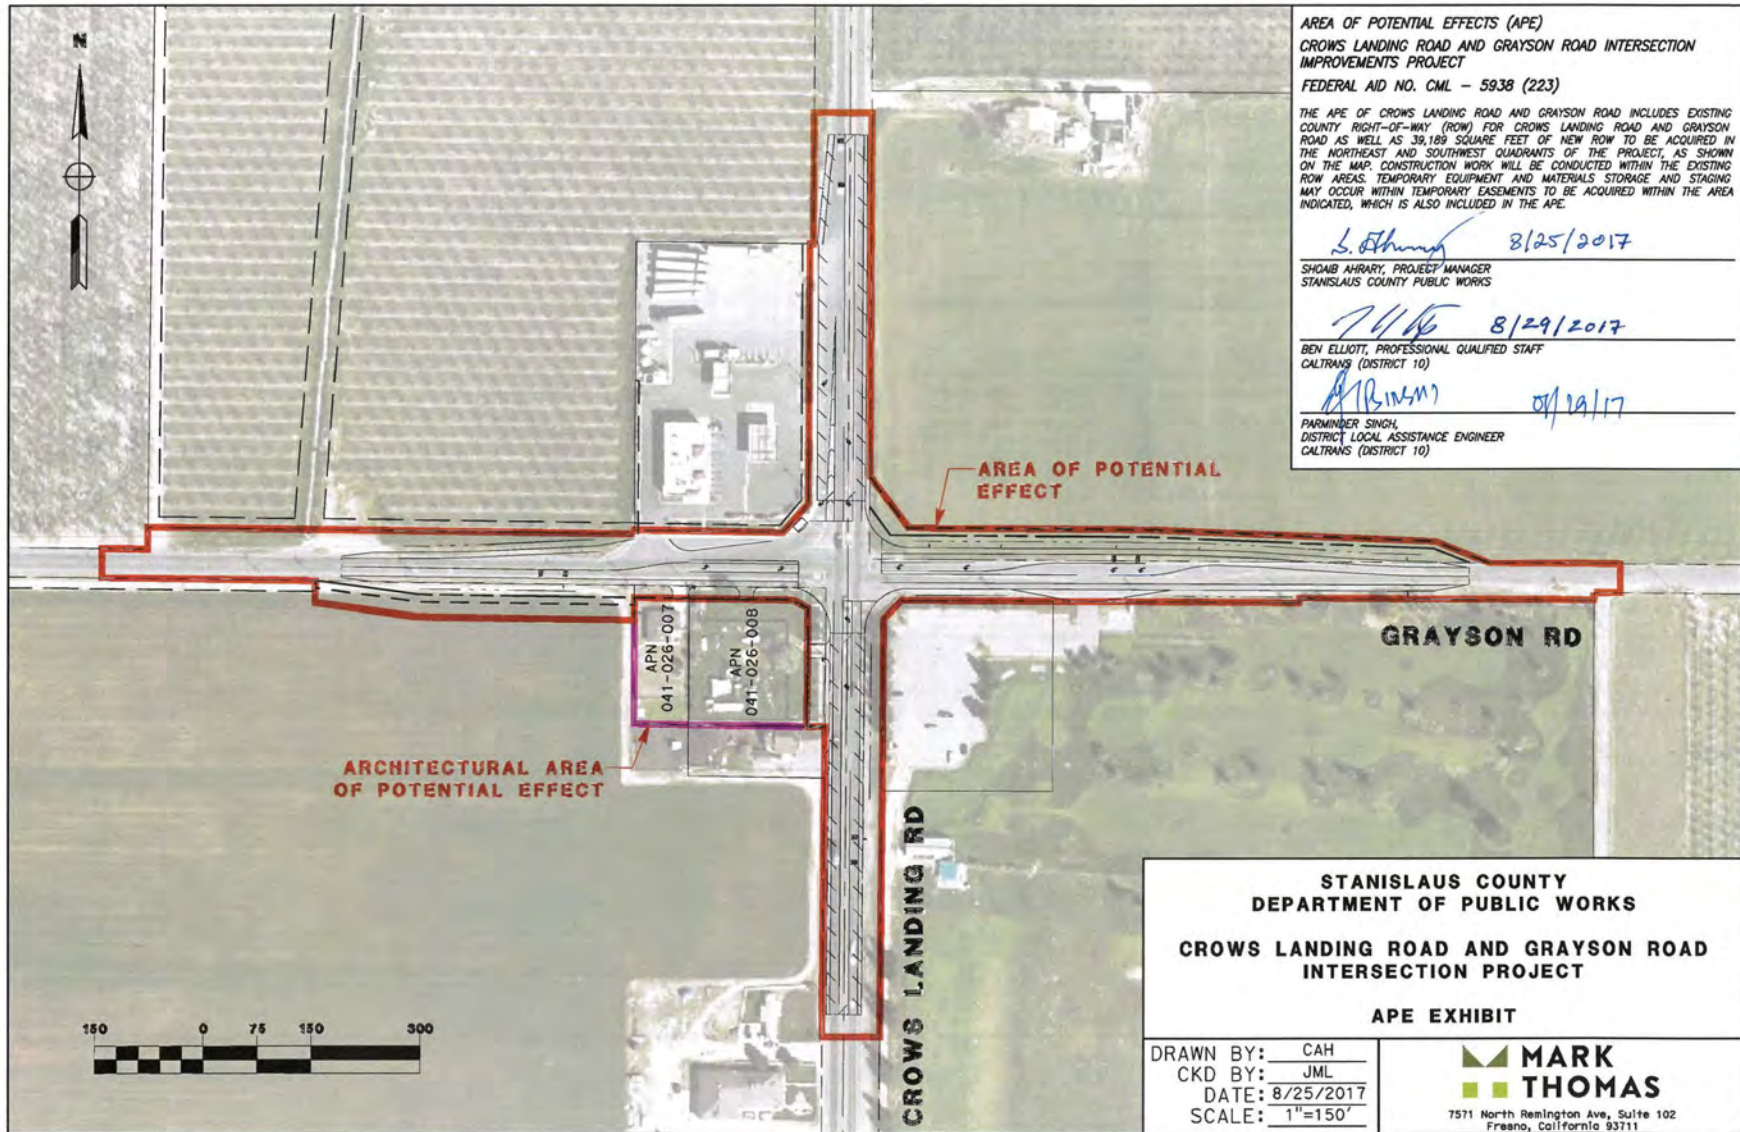 N
AREA OF POTENTIAL EFFECTS (APE)
CROWS LANDING ROAD AND GRAYSON ROAD INTERSECTION
IMPROVEMENTS PROJECT
FEDERAL AID NO. CML - 5938 (223)
THE APE OF CROWS LANDING ROAD AND GRAYSON ROAD INCLUDES EXISTING
COUNTY RIGHT-OF-WAY (ROW) FOR CROWS LANDING ROAD AND GRAYSON
ROAD AS WELL AS 39,189 SQUARE FEET OF NEW ROW TO BE ACQUIRED IN
THE NORTHEAST AND SOUTHWEST QUADRANTS OF THE PROJECT, AS SHOWN
ON THE MAP. CONSTRUCTION WORK WILL BE CONDUCTED WITHIN THE EXISTING
ROW AREAS. TEMPORARY EQUIPMENT AND MATERIALS STORAGE AND STAGING
MAY OCCUR WITHIN TEMPORARY EASEMENTS TO BE ACQUIRED WITHIN THE AREA
INDICATED, WHICH IS ALSO INCLUDED IN THE APE.
8/25/2017
SHOAIB AHRARY, PROJECT MANAGER
STANISLAUS COUNTY PUBLIC WORKS
8/29/2017
BEN ELLIOTT, PROFESSIONAL QUALIFIED STAFF
CALTRANS (DISTRICT 10)
PARMINDER SINGH,
DISTRICT LOCAL ASSISTANCE ENGINEER
CALTRANS (DISTRICT 10)
AREA OF POTENTIAL
EFFECT
GRAYSON RD
APN
041-026-007
APN
041-026-008
ARCHITECTURAL AREA
OF POTENTIAL EFFECT
CROWS LANDING RD
150 0 75 150 300
STANISLAUS COUNTY
DEPARTMENT OF PUBLIC WORKS
CROWS LANDING ROAD AND GRAYSON ROAD
INTERSECTION PROJECT
APE EXHIBIT
DRAWN BY: CAH
CKD BY: JML
DATE: 8/25/2017
SCALE: 1"=150'
MARK
THOMAS
7571 North Remington Ave, Suite 102
Fresno, California 93711